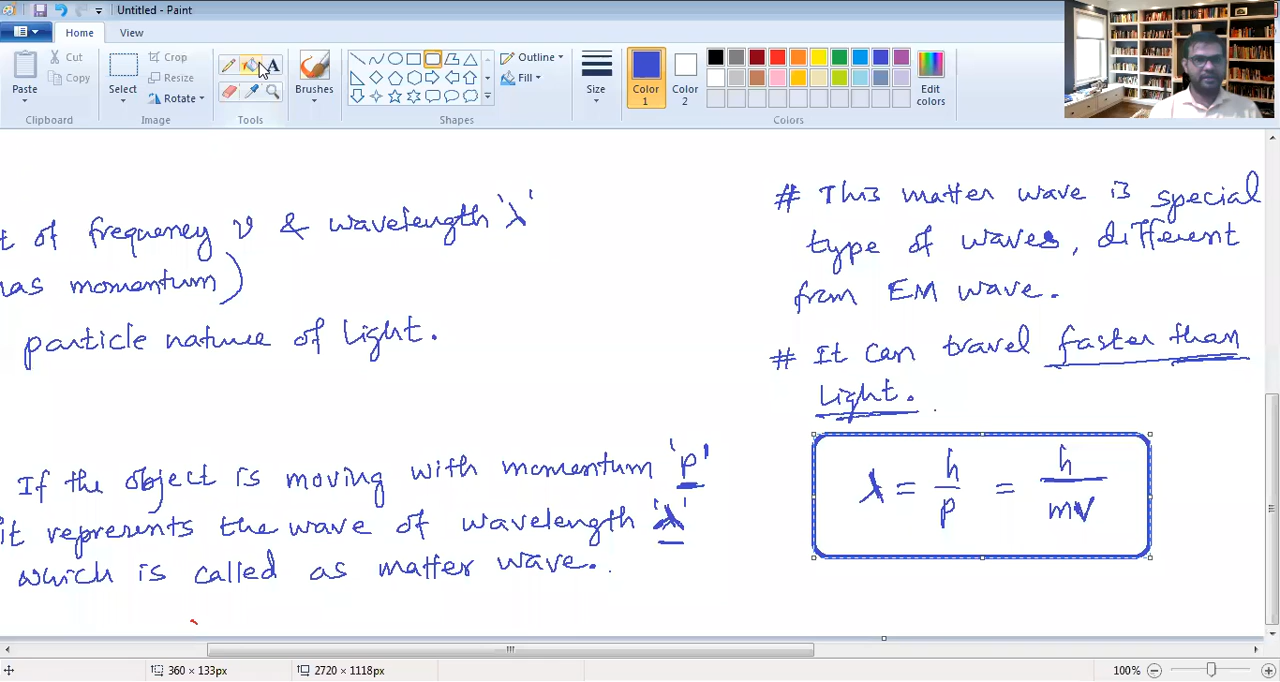 Untitled - Paint
Home
View
Paste
Cut
Copy
Clipboard
Select
Crop
Resize
Rotate
Image
A
Tools
Brushes
Outline
Fill
Shapes
Size
Color 1
Color 2
Edit colors
Colors
t of frequency ν & wavelength 'λ'
has momentum)
particle nature of light.
If the object is moving with momentum 'p'
it represents the wave of wavelength 'λ'
which is called as matter wave.
# This matter wave is special
type of waves, different
from EM wave.
# It can travel faster than
light.
λ = h/p = h/mv
360 × 133px
2720 × 1118px
100%